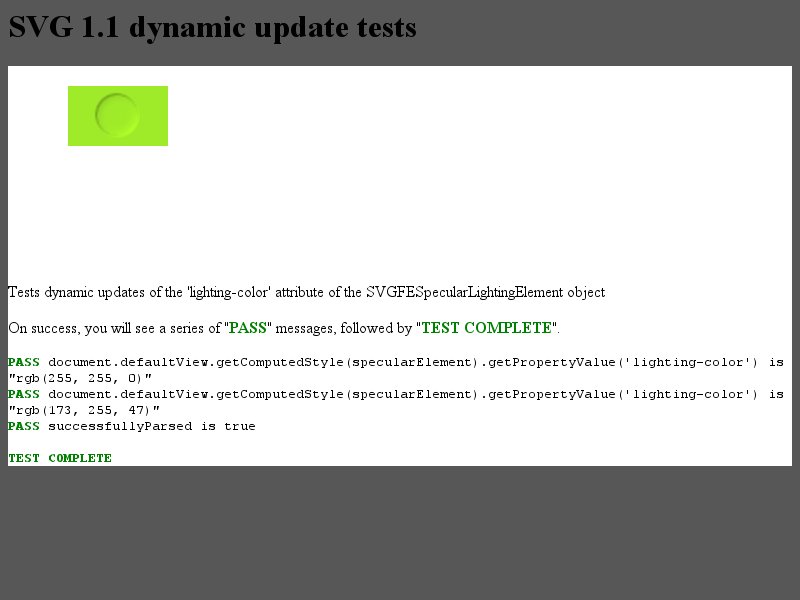 SVG 1.1 dynamic update tests
Tests dynamic updates of the 'lighting-color' attribute of the SVGFESpecularLightingElement object
On success, you will see a series of "PASS" messages, followed by "TEST COMPLETE".
PASS document.defaultView.getComputedStyle(specularElement).getPropertyValue('lighting-color') is
"rgb(255, 255, 0)"
PASS document.defaultView.getComputedStyle(specularElement).getPropertyValue('lighting-color') is
"rgb(173, 255, 47)"
PASS successfullyParsed is true
TEST COMPLETE